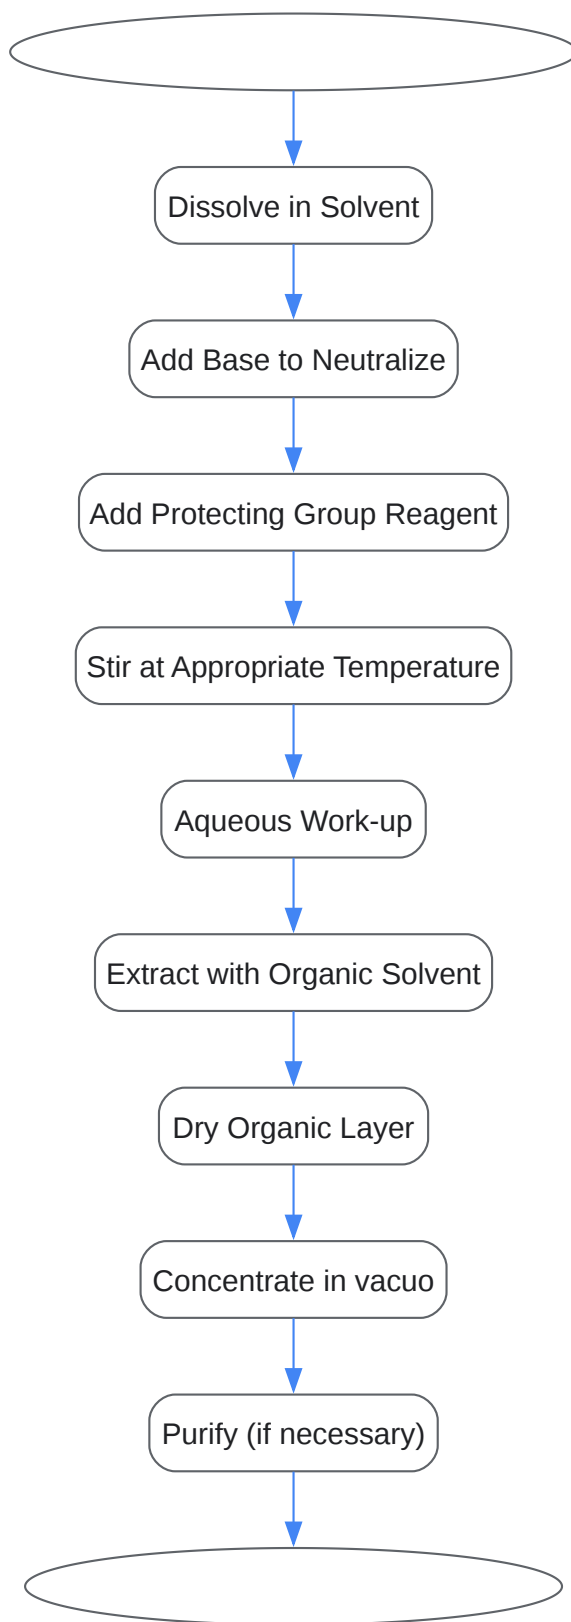 Dissolve in Solvent
Add Base to Neutralize
Add Protecting Group Reagent
Stir at Appropriate Temperature
Aqueous Work-up
Extract with Organic Solvent
Dry Organic Layer
Concentrate in vacuo
Purify (if necessary)